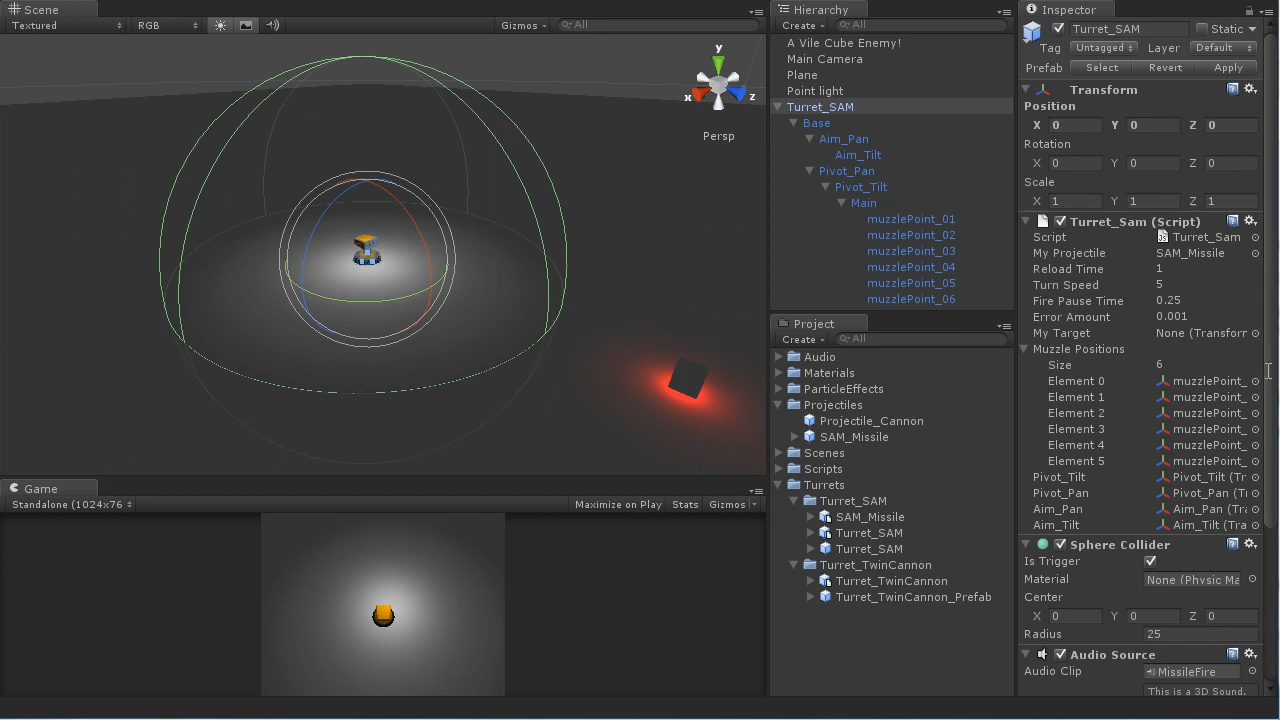 Scene
Textured RGB Gizmos All
y
x z
Persp
Game
Standalone (1024x76 Maximize on Play Stats Gizmos
Hierarchy
Create All
A Vile Cube Enemy!
Main Camera
Plane
Point light
Turret_SAM
Base
Aim_Pan
Aim_Tilt
Pivot_Pan
Pivot_Tilt
Main
muzzlePoint_01
muzzlePoint_02
muzzlePoint_03
muzzlePoint_04
muzzlePoint_05
muzzlePoint_06
Project
Create All
Audio
Materials
ParticleEffects
Projectiles
Projectile_Cannon
SAM_Missile
Scenes
Scripts
Turrets
Turret_SAM
SAM_Missile
Turret_SAM
Turret_SAM
Turret_TwinCannon
Turret_TwinCannon
Turret_TwinCannon_Prefab
Inspector
Turret_SAM Static
Tag Untagged Layer Default
Prefab Select Revert Apply
Transform
Position
X 0 Y 0 Z 0
Rotation
X 0 Y 0 Z 0
Scale
X 1 Y 1 Z 1
Turret_Sam (Script)
Script Turret_Sam
My Projectile SAM_Missile
Reload Time 1
Turn Speed 5
Fire Pause Time 0.25
Error Amount 0.001
My Target None (Transforr
Muzzle Positions
Size 6
Element 0 muzzlePoint_
Element 1 muzzlePoint_
Element 2 muzzlePoint_
Element 3 muzzlePoint_
Element 4 muzzlePoint_
Element 5 muzzlePoint_
Pivot_Tilt Pivot_Tilt (Tr
Pivot_Pan Pivot_Pan (Tr
Aim_Pan Aim_Pan (Tra
Aim_Tilt Aim_Tilt (Tra
Sphere Collider
Is Trigger
Material None (Physic Ma
Center
X 0 Y 0 Z 0
Radius 25
Audio Source
Audio Clip MissileFire
This is a 3D Sound.